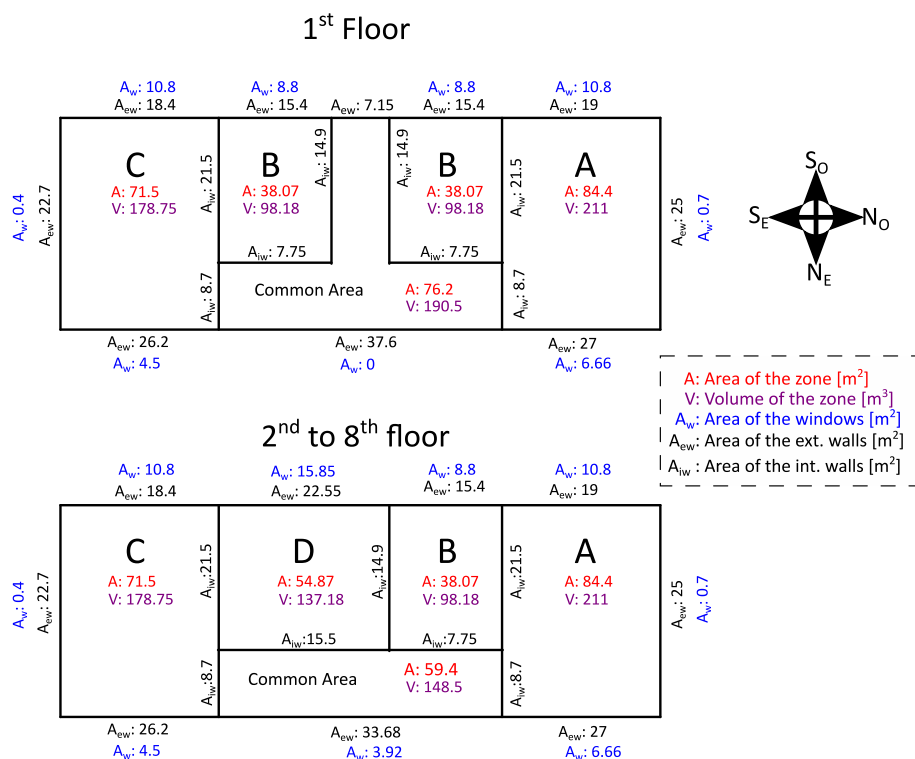 1st Floor
Aw: 10.8 Aw: 8.8 Aw: 8.8 Aw: 10.8
Aew: 18.4 Aew: 15.4 Aew: 7.15 Aew: 15.4 Aew: 19
Aw: 0.4
Aew: 22.7
C
A: 71.5
V: 178.75
Aiw: 21.5
Aiw: 8.7
B
A: 38.07
V: 98.18
Aiw: 14.9
Aiw: 7.75
Aiw: 14.9
B
A: 38.07
V: 98.18
Aiw: 7.75
Aiw: 21.5
Aiw: 8.7
A
A: 84.4
V: 211
Aew: 25
Aw: 0.7
Common Area
A: 76.2
V: 190.5
Aew: 26.2 Aew: 37.6 Aew: 27
Aw: 4.5 Aw: 0 Aw: 6.66
SO
SE NO
NE
A: Area of the zone [m2]
V: Volume of the zone [m3]
Aw: Area of the windows [m2]
Aew: Area of the ext. walls [m2]
Aiw : Area of the int. walls [m2]
2nd to 8th floor
Aw: 10.8 Aw: 15.85 Aw: 8.8 Aw: 10.8
Aew: 18.4 Aew: 22.55 Aew: 15.4 Aew: 19
Aw: 0.4
Aew: 22.7
C
A: 71.5
V: 178.75
Aiw:21.5
Aiw:8.7
D
A: 54.87
V: 137.18
Aiw:15.5
Aiw:14.9
B
A: 38.07
V: 98.18
Aiw:7.75
Aiw:21.5
Aiw:8.7
A
A: 84.4
V: 211
Aew: 25
Aw: 0.7
Common Area
A: 59.4
V: 148.5
Aew: 26.2 Aew: 33.68 Aew: 27
Aw: 4.5 Aw: 3.92 Aw: 6.66